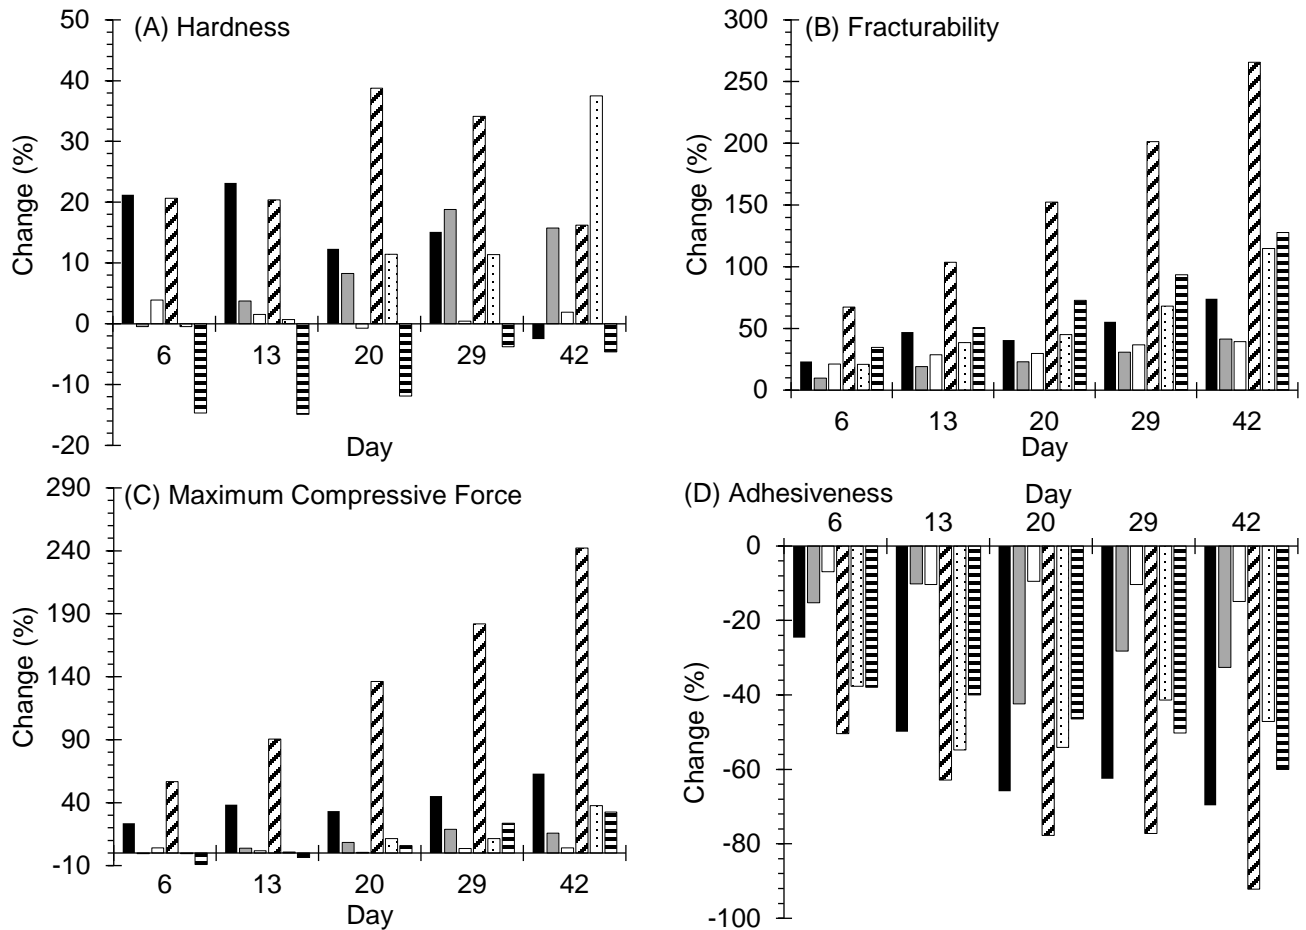 (A) Hardness
50
40
30
20
10
0
-10
-20
Change (%)
6 13 20 29 42
Day
(B) Fracturability
300
250
200
150
100
50
0
Change (%)
6 13 20 29 42
Day
(C) Maximum Compressive Force
290
240
190
140
90
40
-10
Change (%)
6 13 20 29 42
Day
(D) Adhesiveness
Day
6 13 20 29 42
0
-20
-40
-60
-80
-100
Change (%)